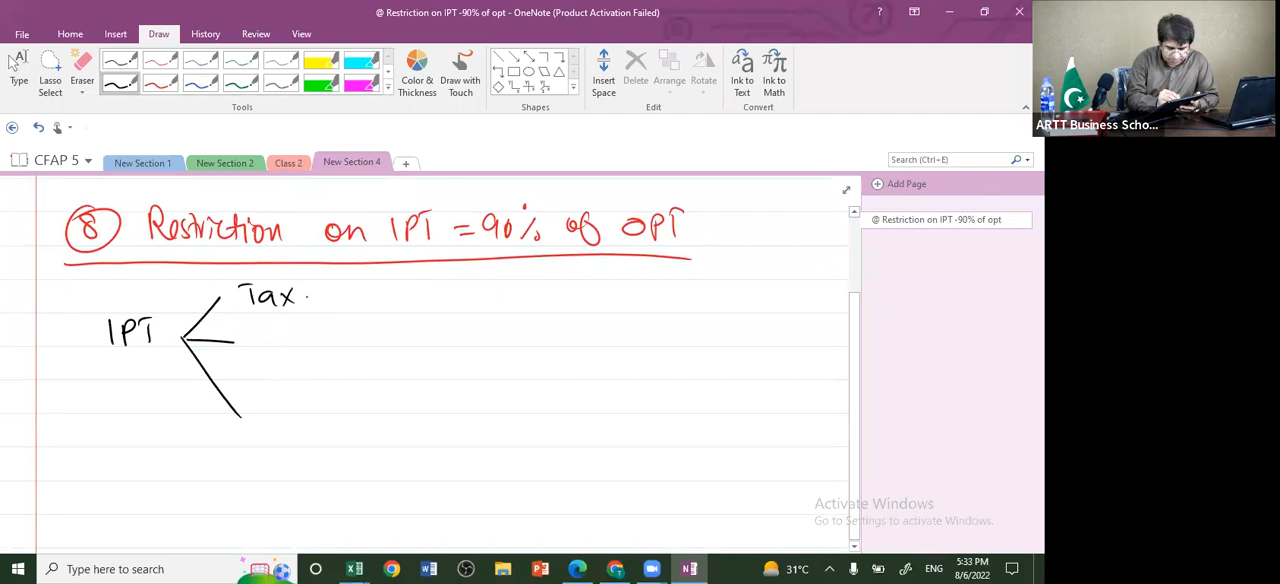 @ Restriction on IPT -90% of opt - OneNote (Product Activation Failed)
File Home Insert Draw History Review View
Type
Lasso Select
Eraser
Color & Thickness
Draw with Touch
Insert Space
Delete
Arrange
Rotate
Ink to Text
Ink to Math
Tools
Shapes
Edit
Convert
ARTT Business Scho...
CFAP 5
New Section 1
New Section 2
Class 2
New Section 4
Search (Ctrl+E)
Add Page
@ Restriction on IPT -90% of opt
8 Restriction on IPT = 90% of OPT
Tax
IPT
Activate Windows
Go to Settings to activate Windows.
Type here to search
31°C
ENG
5:33 PM
8/6/2022